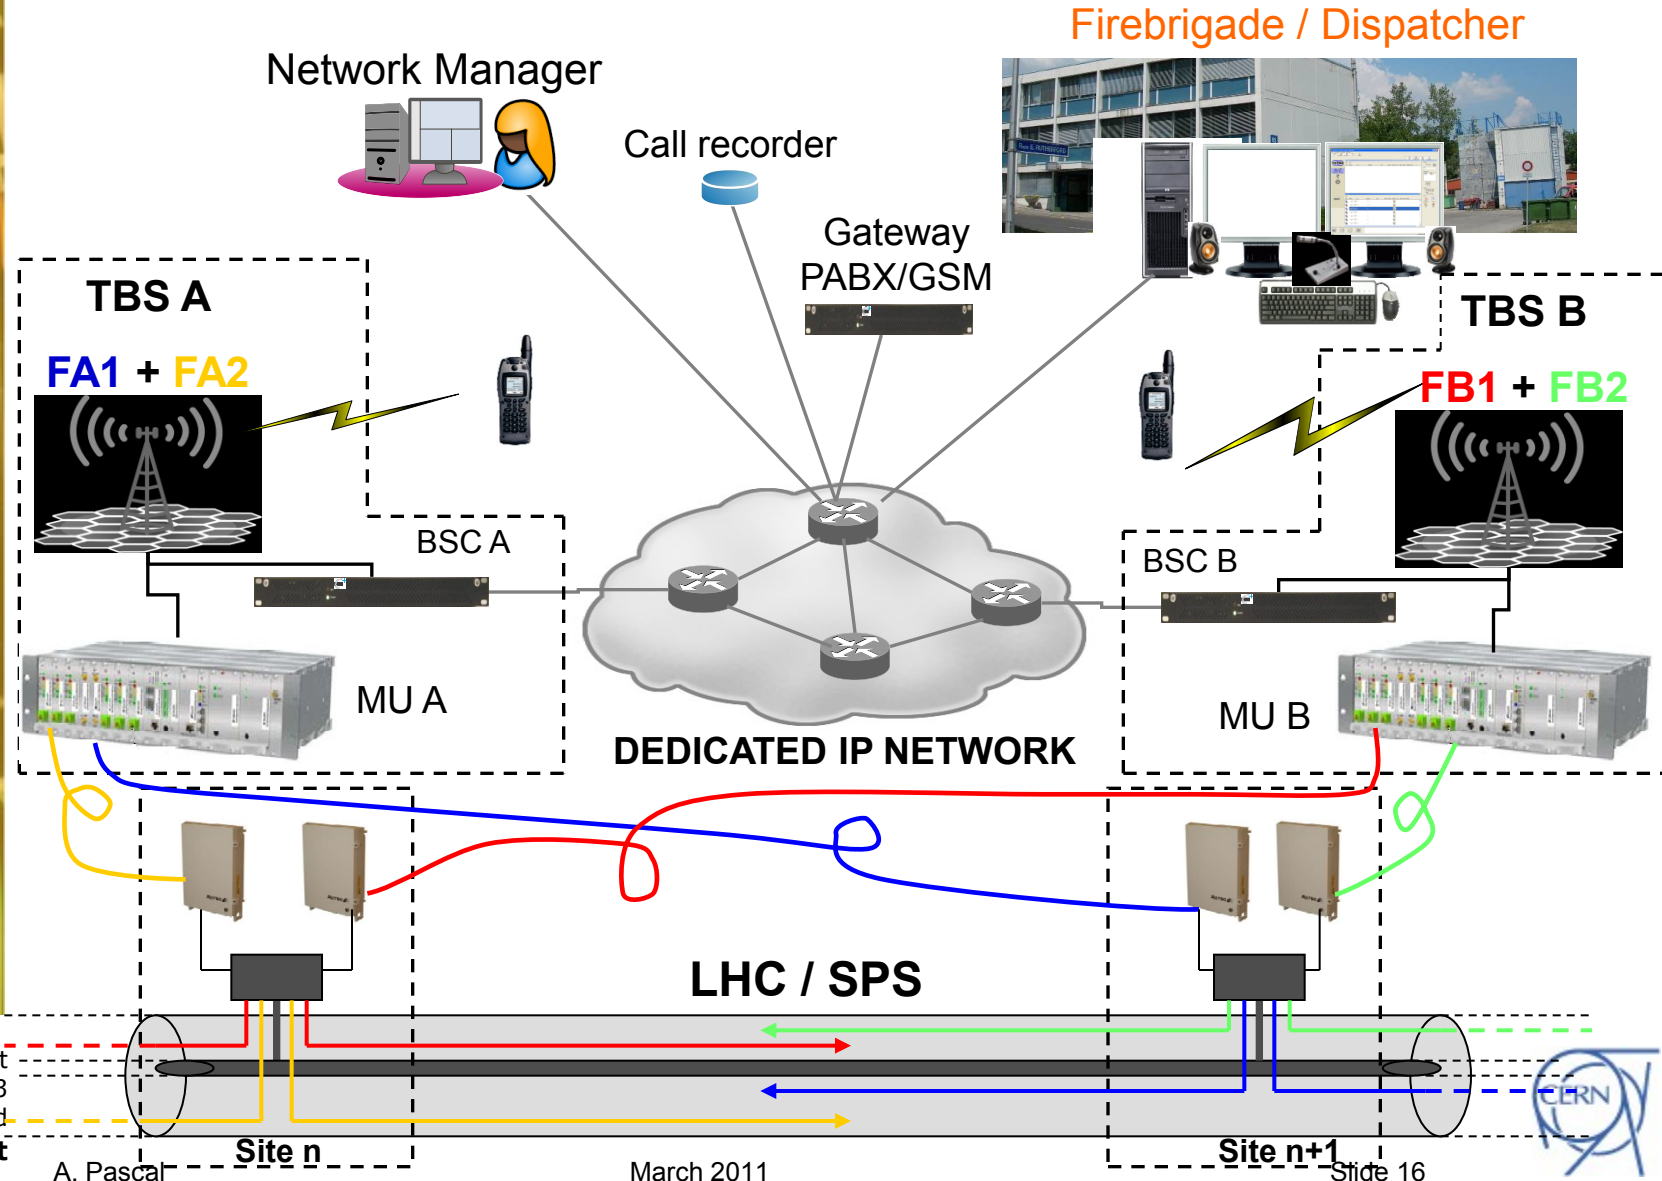 Firebrigade / Dispatcher
Network Manager
Call recorder
Gateway
PABX/GSM
TBS A
FA1 + FA2
TBS B
FB1 + FB2
BSC A
BSC B
MU A
MU B
DEDICATED IP NETWORK
LHC / SPS
t
3
d
t
Site n
Site n+1
A. Pascal
March 2011
Slide 16
CERN